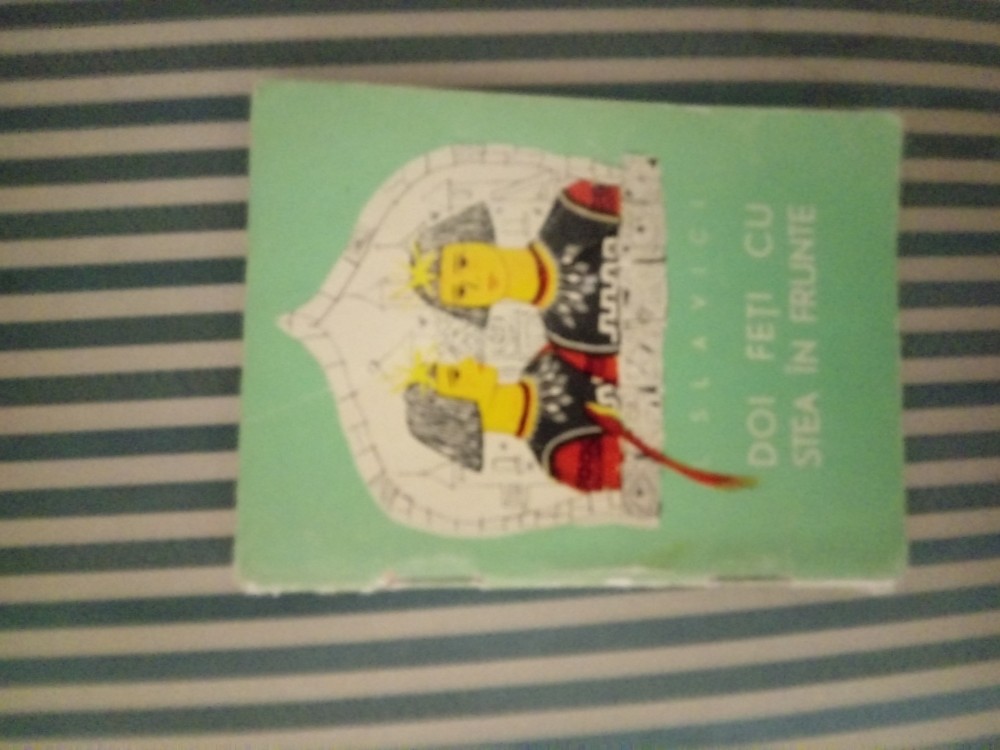 SLAVICI
DOI FEȚI CU
STEA ÎN FRUNTE